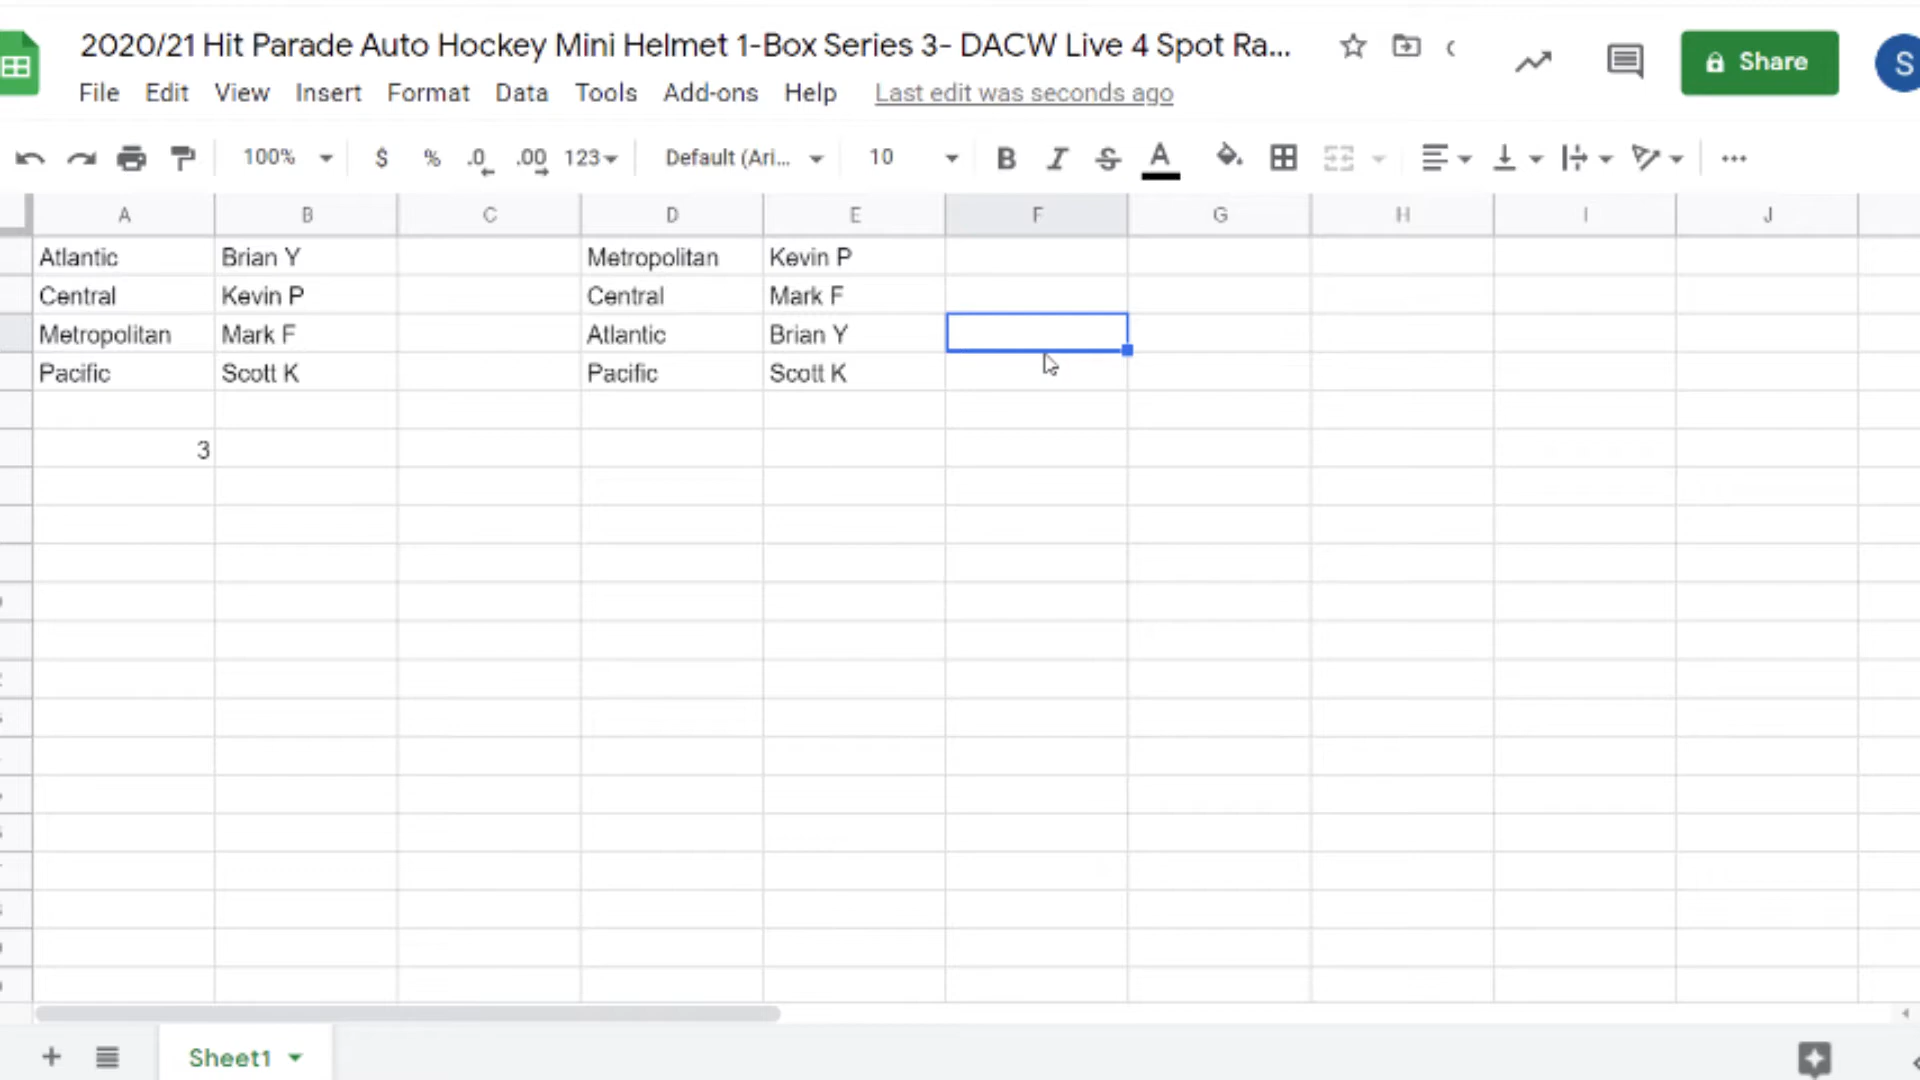 2020/21 Hit Parade Auto Hockey Mini Helmet 1-Box Series 3- DACW Live 4 Spot Ra...
Share
S
File Edit View Insert Format Data Tools Add-ons Help Last edit was seconds ago
100% $ % .0 .00 123 Default (Ari... 10 B I S A
A B C D E F G H I J
Atlantic Brian Y Metropolitan Kevin P
Central Kevin P Central Mark F
Metropolitan Mark F Atlantic Brian Y
Pacific Scott K Pacific Scott K
3
Sheet1